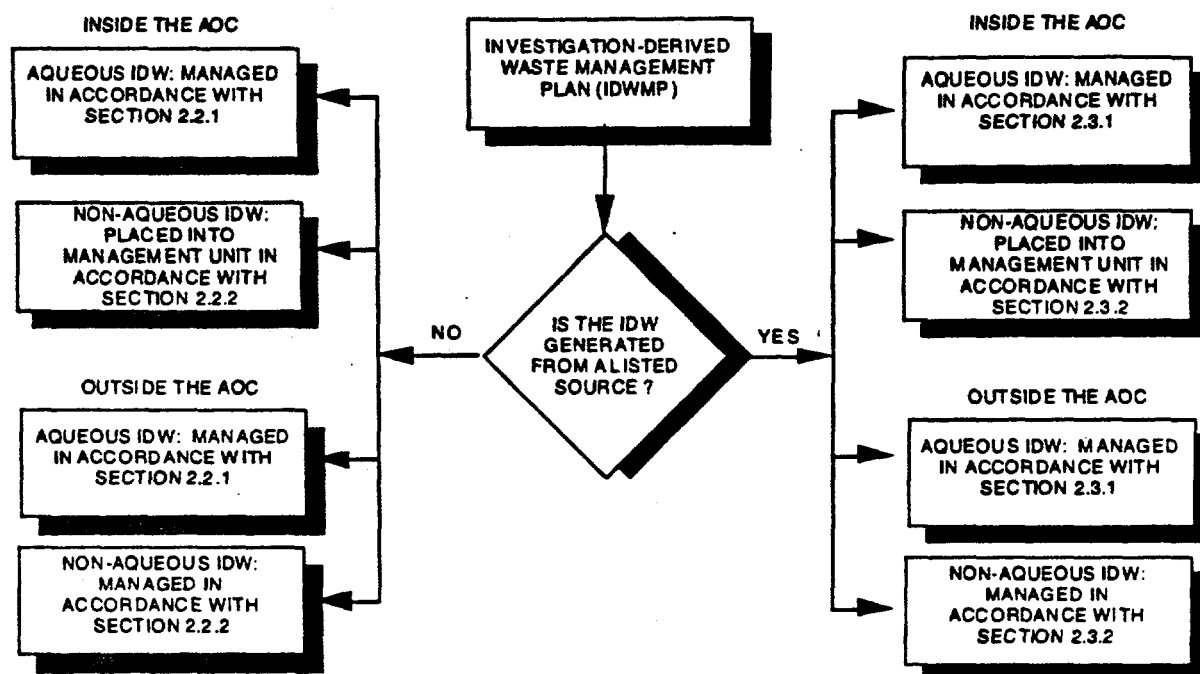 INSIDE THE AOC
AQUEOUS IDW: MANAGED
IN ACCORDANCE WITH
SECTION 2.2.1
NON-AQUEOUS IDW:
PLACED INTO
MANAGEMENT UNIT IN
ACCORDANCE WITH
SECTION 2.2.2
OUTSIDE THE AOC
AQUEOUS IDW: MANAGED
IN ACCORDANCE WITH
SECTION 2.2.1
NON-AQUEOUS IDW:
MANAGED IN
ACCORDANCE WITH
SECTION 2.2.2
INVESTIGATION-DERIVED
WASTE MANAGEMENT
PLAN (IDWMP)
NO
IS THE IDW
GENERATED
FROM A LISTED
SOURCE ?
YES
INSIDE THE AOC
AQUEOUS IDW: MANAGED
IN ACCORDANCE WITH
SECTION 2.3.1
NON-AQUEOUS IDW:
PLACED INTO
MANAGEMENT UNIT IN
ACCORDANCE WITH
SECTION 2.3.2
OUTSIDE THE AOC
AQUEOUS IDW: MANAGED
IN ACCORDANCE WITH
SECTION 2.3.1
NON-AQUEOUS IDW:
MANAGED IN
ACCORDANCE WITH
SECTION 2.3.2